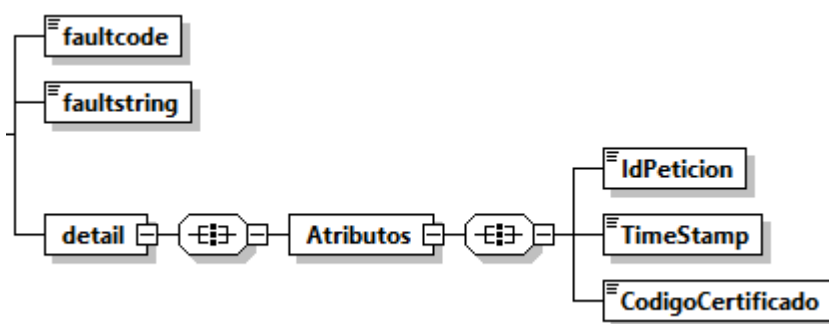 faultcode
faultstring
detail
Atributos
IdPeticion
TimeStamp
CodigoCertificado